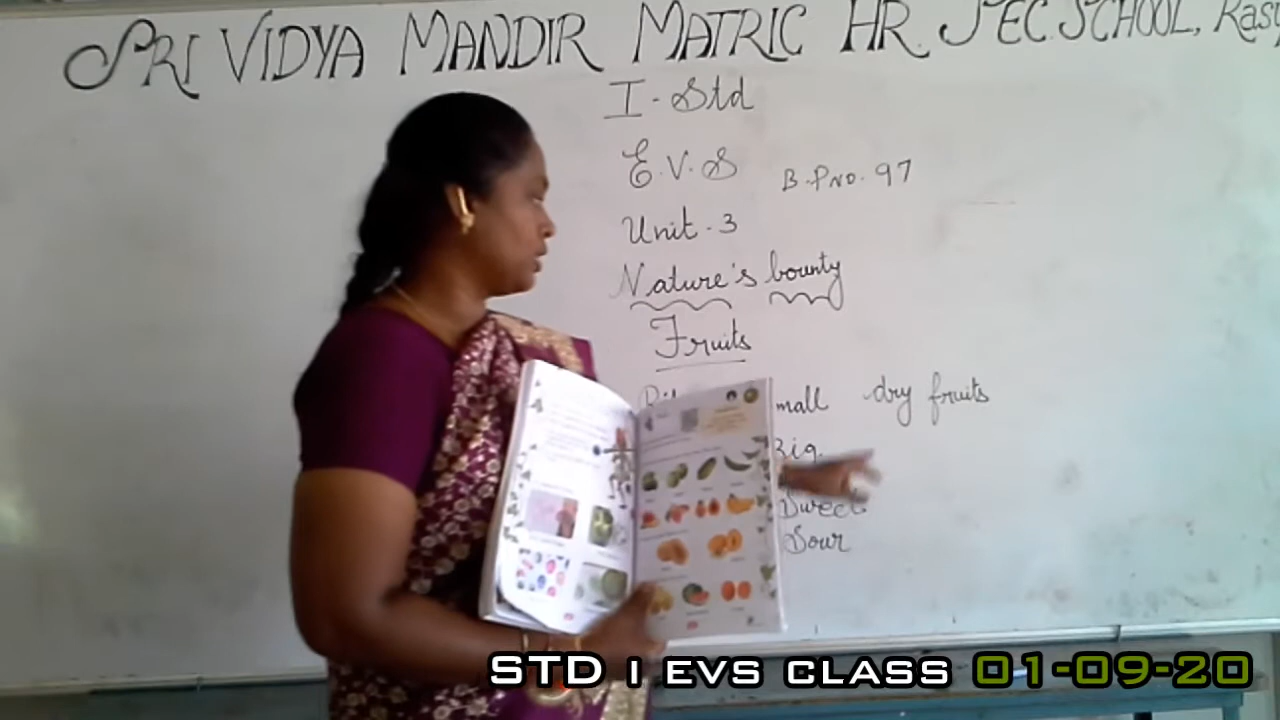 SRI VIDYA MANDIR MATRIC HR. SEC. SCHOOL,
I - Std
E.V.S B.P.No. 97
Unit - 3
Nature's bounty
Fruits
mall dry fruits
Big
Sweet
Sour
STD I EVS CLASS 01-09-20